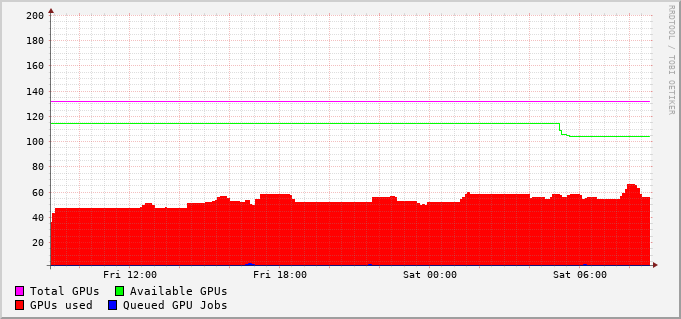 200
180
160
140
120
100
80
60
40
20
Fri 12:00 Fri 18:00 Sat 00:00 Sat 06:00
Total GPUs Available GPUs
GPUs used Queued GPU Jobs
RRDTOOL / TOBI OETIKER